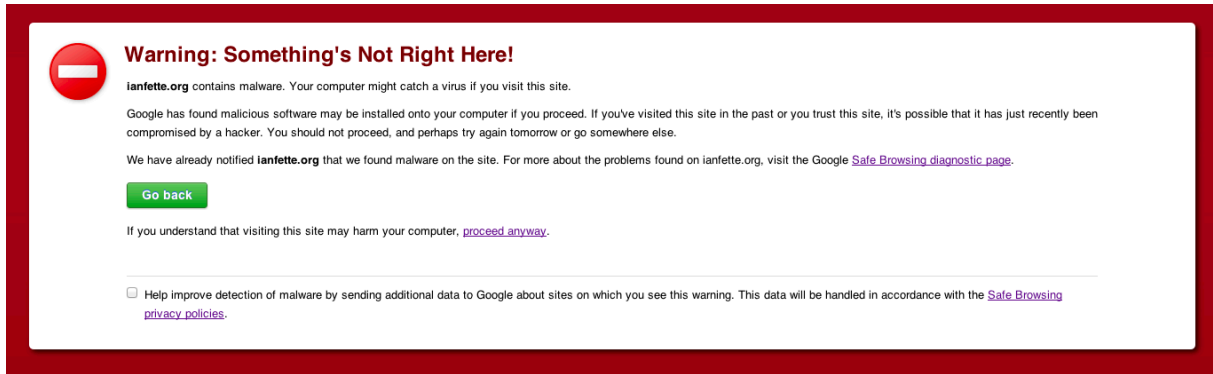 Warning: Something's Not Right Here!
ianfette.org contains malware. Your computer might catch a virus if you visit this site.
Google has found malicious software may be installed onto your computer if you proceed. If you've visited this site in the past or you trust this site, it's possible that it has just recently been
compromised by a hacker. You should not proceed, and perhaps try again tomorrow or go somewhere else.
We have already notified ianfette.org that we found malware on the site. For more about the problems found on ianfette.org, visit the Google Safe Browsing diagnostic page.
Go back
If you understand that visiting this site may harm your computer, proceed anyway.
Help improve detection of malware by sending additional data to Google about sites on which you see this warning. This data will be handled in accordance with the Safe Browsing
privacy policies.